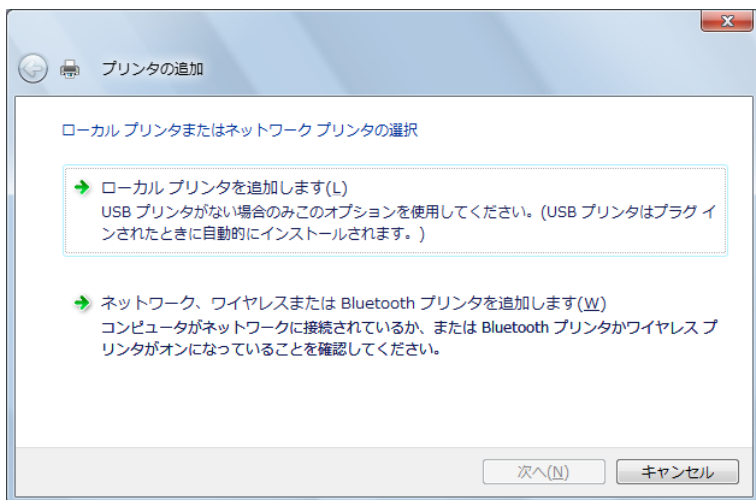 プリンタの追加
ローカル プリンタまたはネットワーク プリンタの選択
ローカル プリンタを追加します(L)
USB プリンタがない場合のみこのオプションを使用してください。(USB プリンタはプラグ イ
ンされたときに自動的にインストールされます。)
ネットワーク、ワイヤレスまたは Bluetooth プリンタを追加します(W)
コンピュータがネットワークに接続されているか、または Bluetooth プリンタかワイヤレス プ
リンタがオンになっていることを確認してください。
次へ(N)
キャンセル